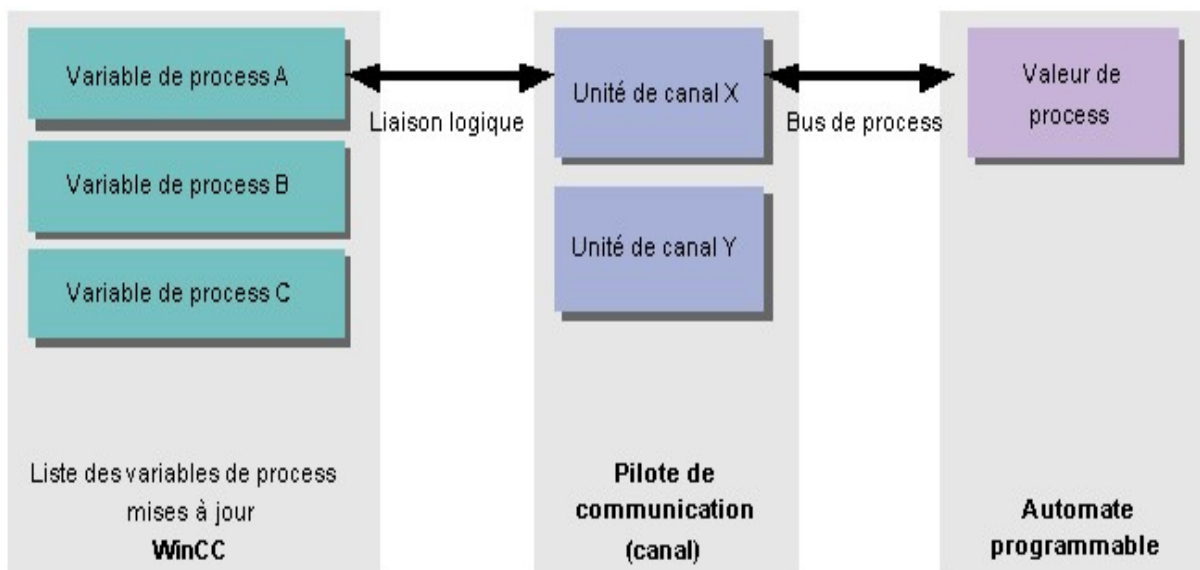 Variable de process A
Variable de process B
Variable de process C
Liste des variables de process
mises à jour
WinCC
Liaison logique
Unité de canal X
Unité de canal Y
Pilote de
communication
(canal)
Bus de process
Valeur de
process
Automate
programmable